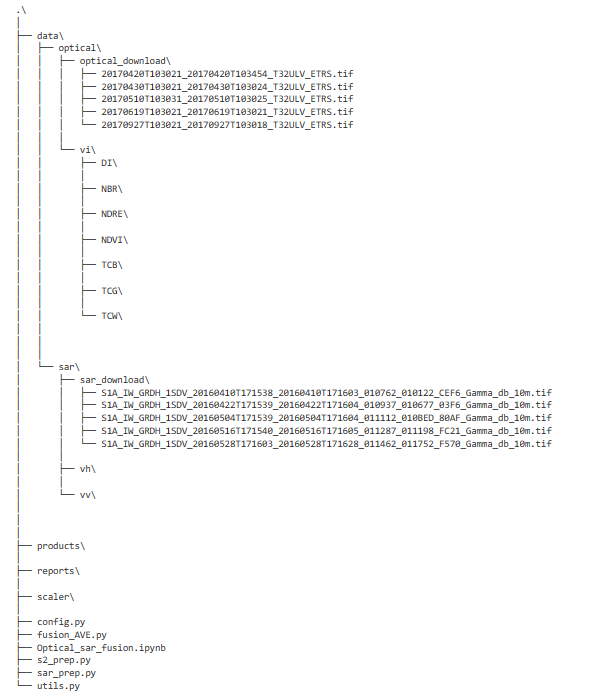 .\
data\
optical\
optical_download\
20170420T103021_20170420T103454_T32ULV_ETRS.tif
20170430T103021_20170430T103024_T32ULV_ETRS.tif
20170510T103031_20170510T103025_T32ULV_ETRS.tif
20170619T103021_20170619T103021_T32ULV_ETRS.tif
20170927T103021_20170927T103018_T32ULV_ETRS.tif
vi\
DI\
NBR\
NDRE\
NDVI\
TCB\
TCG\
TCW\
sar\
sar_download\
S1A_IW_GRDH_1SDV_20160410T171538_20160410T171603_010762_010122_CEF6_Gamma_db_10m.tif
S1A_IW_GRDH_1SDV_20160422T171539_20160422T171604_010937_010677_03F6_Gamma_db_10m.tif
S1A_IW_GRDH_1SDV_20160504T171539_20160504T171604_011112_010BED_80AF_Gamma_db_10m.tif
S1A_IW_GRDH_1SDV_20160516T171540_20160516T171605_011287_011198_FC21_Gamma_db_10m.tif
S1A_IW_GRDH_1SDV_20160528T171603_20160528T171628_011462_011752_F570_Gamma_db_10m.tif
vh\
vv\
products\
reports\
scaler\
config.py
fusion_AVE.py
Optical_sar_fusion.ipynb
s2_prep.py
sar_prep.py
utils.py